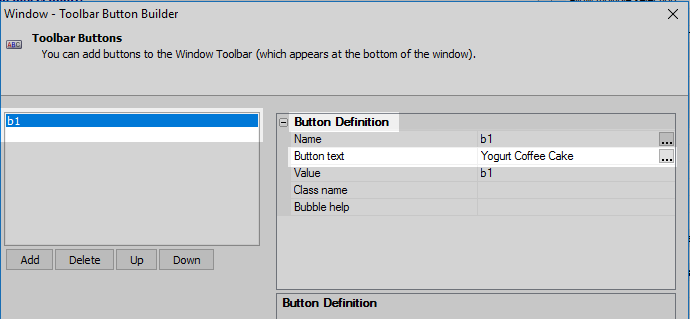 Window - Toolbar Button Builder
Toolbar Buttons
ABC
You can add buttons to the Window Toolbar (which appears at the bottom of the window).
b1
Button Definition
Name b1 ...
Button text Yogurt Coffee Cake ...
Value b1
Class name
Bubble help
Add Delete Up Down
Button Definition